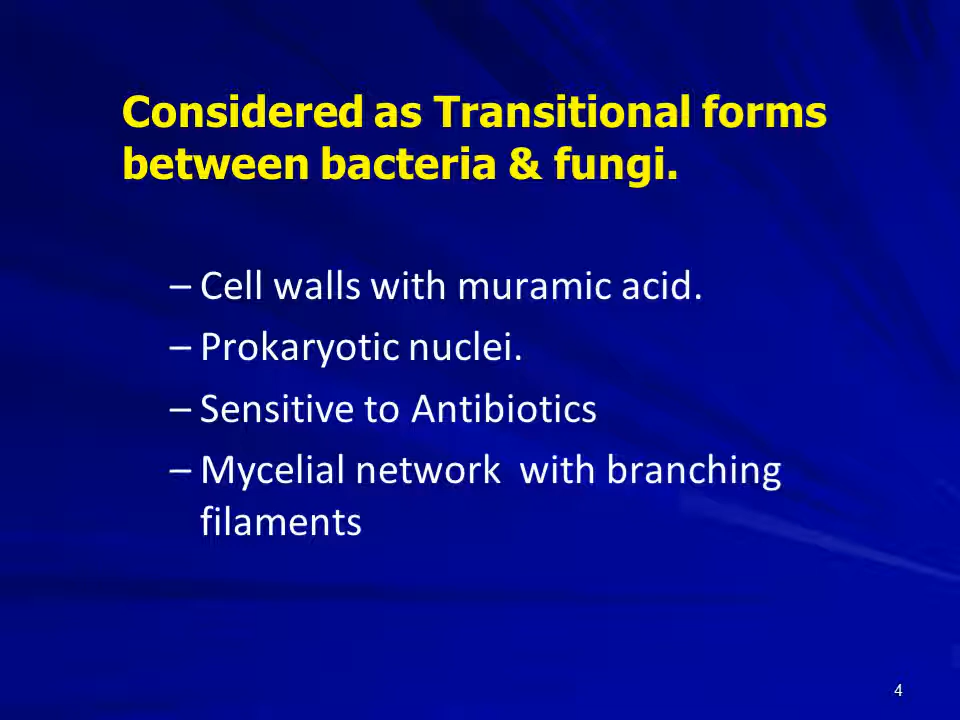 Considered as Transitional forms
between bacteria & fungi.
– Cell walls with muramic acid.
– Prokaryotic nuclei.
– Sensitive to Antibiotics
– Mycelial network  with branching
filaments
4